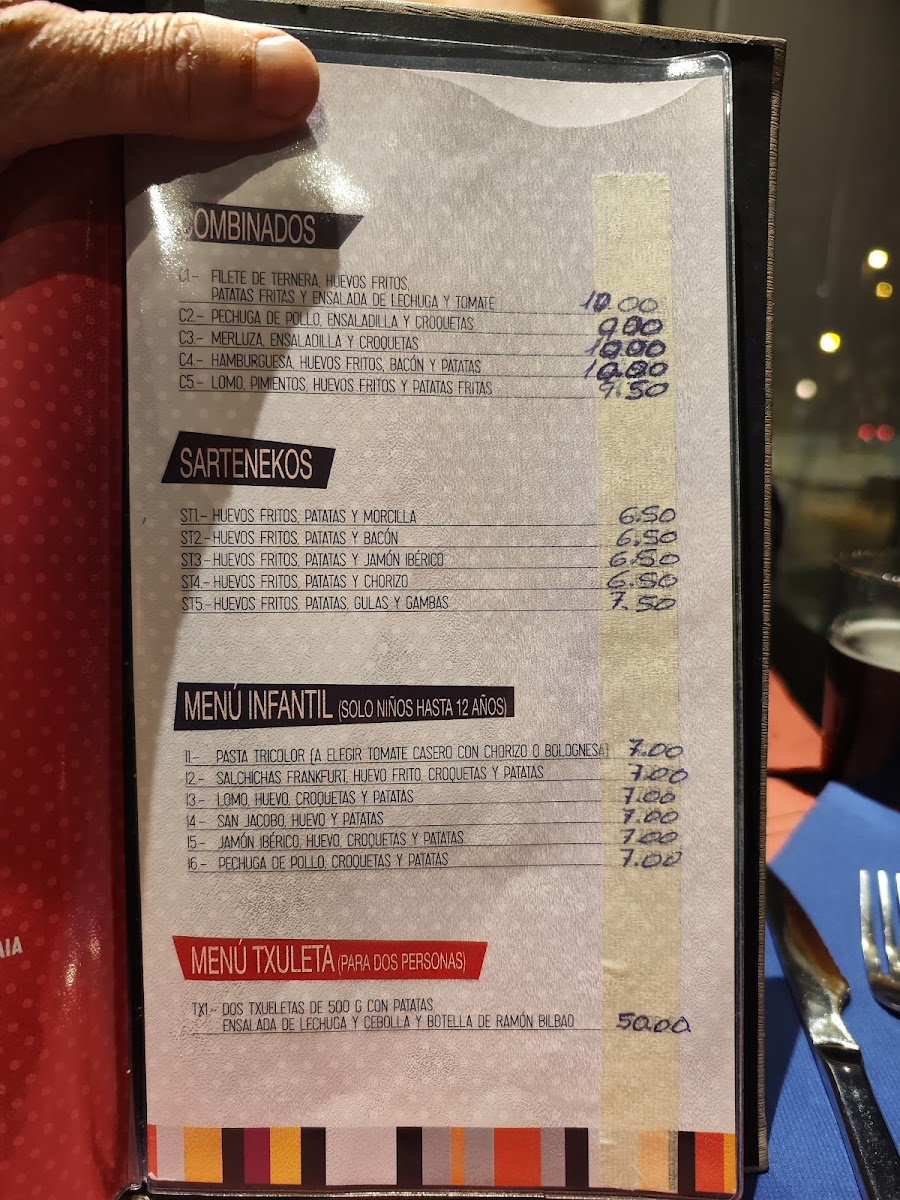 COMBINADOS
C1.- FILETE DE TERNERA, HUEVOS FRITOS,
PATATAS FRITAS Y ENSALADA DE LECHUGA Y TOMATE 10.00
C2.- PECHUGA DE POLLO, ENSALADILLA Y CROQUETAS 9.00
C3.- MERLUZA, ENSALADILLA Y CROQUETAS 10.00
C4.- HAMBURGUESA, HUEVOS FRITOS, BACÓN Y PATATAS 10.00
C5.- LOMO, PIMIENTOS, HUEVOS FRITOS Y PATATAS FRITAS 9.50
SARTENEKOS
ST1.- HUEVOS FRITOS, PATATAS Y MORCILLA 6.50
ST2.- HUEVOS FRITOS, PATATAS Y BACÓN 6.50
ST3.- HUEVOS FRITOS, PATATAS Y JAMÓN IBÉRICO 6.50
ST4.- HUEVOS FRITOS, PATATAS Y CHORIZO 6.50
ST5.- HUEVOS FRITOS, PATATAS, GULAS Y GAMBAS 7.50
MENÚ INFANTIL (SOLO NIÑOS HASTA 12 AÑOS)
I1.- PASTA TRICOLOR (A ELEGIR TOMATE CASERO CON CHORIZO O BOLOGNESA) 7.00
I2.- SALCHICHAS FRANKFURT, HUEVO FRITO, CROQUETAS Y PATATAS 7.00
I3.- LOMO, HUEVO, CROQUETAS Y PATATAS 7.00
I4.- SAN JACOBO, HUEVO Y PATATAS 7.00
I5.- JAMÓN IBÉRICO, HUEVO, CROQUETAS Y PATATAS 7.00
I6.- PECHUGA DE POLLO, CROQUETAS Y PATATAS 7.00
MENÚ TXULETA (PARA DOS PERSONAS)
TX1.- DOS TXUELETAS DE 500 G CON PATATAS,
ENSALADA DE LECHUGA Y CEBOLLA Y BOTELLA DE RAMÓN BILBAO 50.00